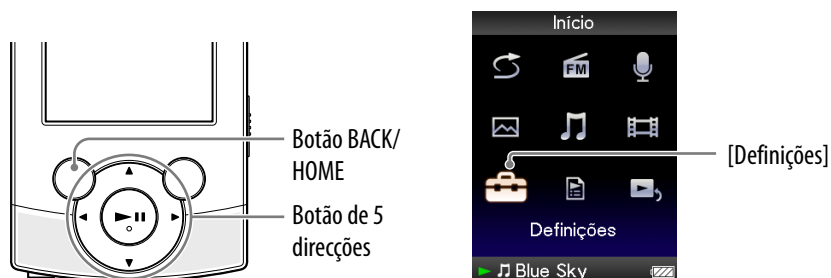 Botão BACK/
HOME
Botão de 5
direcções
Início
FM
[Definições]
Definições
Blue Sky